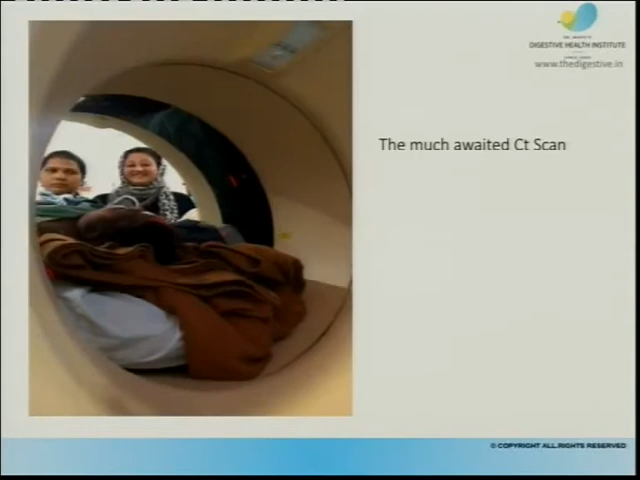 DIGESTIVE HEALTH INSTITUTE
www.thedigestive.in
The much awaited Ct Scan
© COPYRIGHT ALL RIGHTS RESERVED